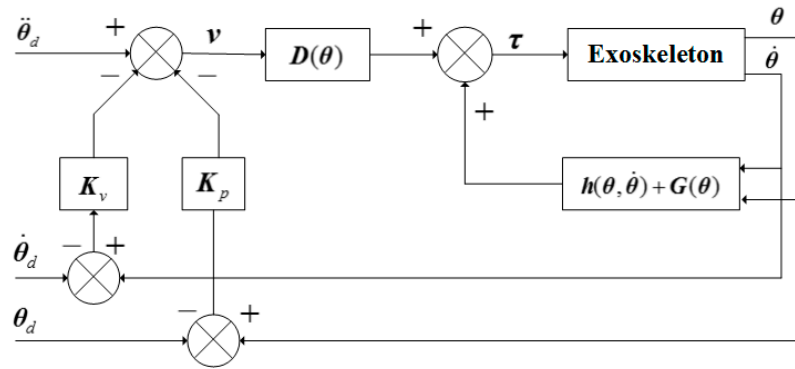 θ̈_d + v + τ θ
D(θ) Exoskeleton θ̇
− − +
K_v K_p h(θ, θ̇) + G(θ)
θ̇_d − +
θ_d − +